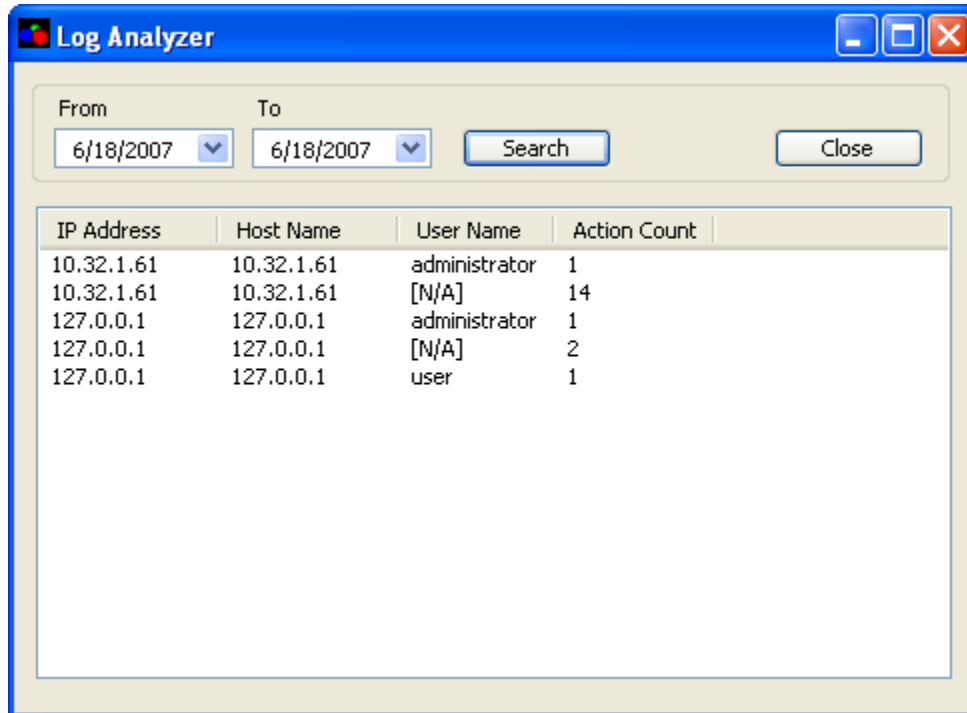 Log Analyzer
From To
6/18/2007 6/18/2007 Search Close
IP Address Host Name User Name Action Count
10.32.1.61 10.32.1.61 administrator 1
10.32.1.61 10.32.1.61 [N/A] 14
127.0.0.1 127.0.0.1 administrator 1
127.0.0.1 127.0.0.1 [N/A] 2
127.0.0.1 127.0.0.1 user 1